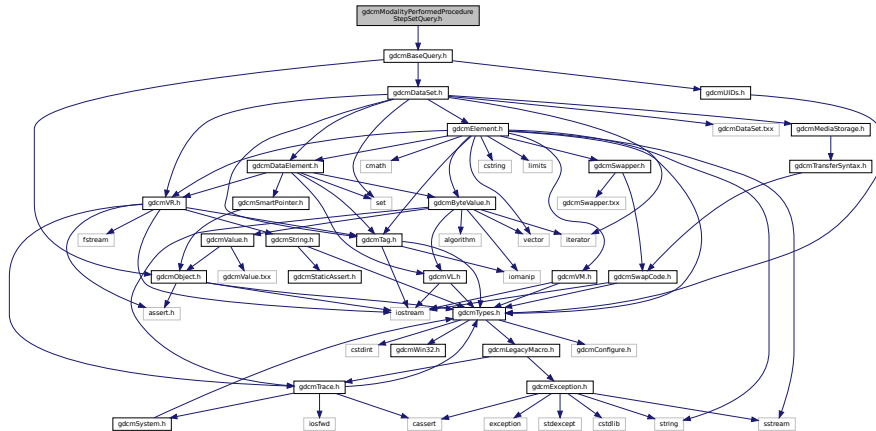 gdcmModalityPerformedProcedure
StepSetQuery.h
gdcmBaseQuery.h
gdcmDataSet.h
gdcmUIDs.h
gdcmElement.h
gdcmDataSet.txx
gdcmMediaStorage.h
gdcmDataElement.h
cmath
cstring
limits
gdcmSwapper.h
gdcmTransferSyntax.h
gdcmVR.h
gdcmSmartPointer.h
set
gdcmByteValue.h
gdcmSwapper.txx
fstream
gdcmValue.h
gdcmString.h
gdcmTag.h
algorithm
vector
iterator
gdcmObject.h
gdcmValue.txx
gdcmStaticAssert.h
gdcmVL.h
iomanip
gdcmVM.h
gdcmSwapCode.h
assert.h
iostream
gdcmTypes.h
cstdint
gdcmWin32.h
gdcmLegacyMacro.h
gdcmConfigure.h
gdcmTrace.h
gdcmException.h
gdcmSystem.h
iosfwd
cassert
exception
stdexcept
cstdlib
string
sstream